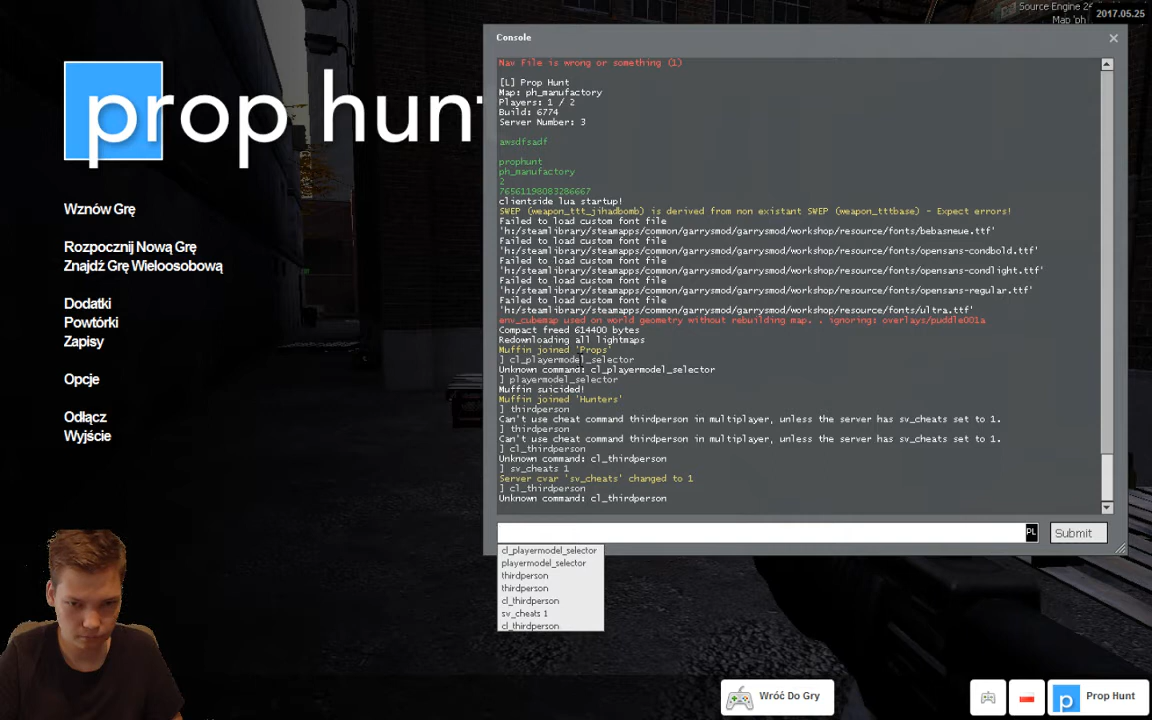 1 Source Engine 2
Map 'ph
2017.05.25
prop hunt
Wznów Grę
Rozpocznij Nową Grę
Znajdź Grę Wieloosobową
Dodatki
Powtórki
Zapisy
Opcje
Odłącz
Wyjście
Console
Nav File is wrong or something (1)
[L] Prop Hunt
Map: ph_manufactory
Players: 1 / 2
Build: 6774
Server Number: 3
awsdfsadf
prophunt
ph_manufactory
2
76561198083286667
clientside lua startup!
SWEP (weapon_ttt_jihadbomb) is derived from non existant SWEP (weapon_tttbase) - Expect errors!
Failed to load custom font file
'h:/steamlibrary/steamapps/common/garrysmod/garrysmod/workshop/resource/fonts/bebasneue.ttf'
Failed to load custom font file
'h:/steamlibrary/steamapps/common/garrysmod/garrysmod/workshop/resource/fonts/opensans-condbold.ttf'
Failed to load custom font file
'h:/steamlibrary/steamapps/common/garrysmod/garrysmod/workshop/resource/fonts/opensans-condlight.ttf'
Failed to load custom font file
'h:/steamlibrary/steamapps/common/garrysmod/garrysmod/workshop/resource/fonts/opensans-regular.ttf'
Failed to load custom font file
'h:/steamlibrary/steamapps/common/garrysmod/garrysmod/workshop/resource/fonts/ultra.ttf'
env_cubemap used on world geometry without rebuilding map. . ignoring: overlays/puddle001a
Compact freed 614400 bytes
Redownloading all lightmaps
Muffin joined 'Props'
] cl_playermodel_selector
Unknown command: cl_playermodel_selector
] playermodel_selector
Muffin suicided!
Muffin joined 'Hunters'
] thirdperson
Can't use cheat command thirdperson in multiplayer, unless the server has sv_cheats set to 1.
] thirdperson
Can't use cheat command thirdperson in multiplayer, unless the server has sv_cheats set to 1.
] cl_thirdperson
Unknown command: cl_thirdperson
] sv_cheats 1
Server cvar 'sv_cheats' changed to 1
] cl_thirdperson
Unknown command: cl_thirdperson
PL
Submit
cl_playermodel_selector
playermodel_selector
thirdperson
thirdperson
cl_thirdperson
sv_cheats 1
cl_thirdperson
Wróć Do Gry
p Prop Hunt